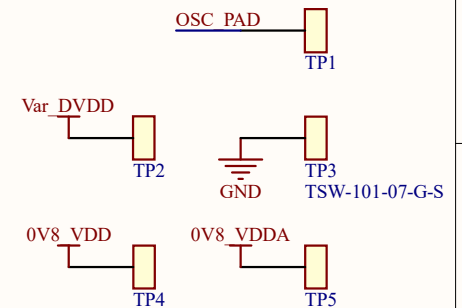 OSC_PAD
TP1
Var_DVDD
TP2
TP3
GND
TSW-101-07-G-S
0V8_VDD
0V8_VDDA
TP4
TP5